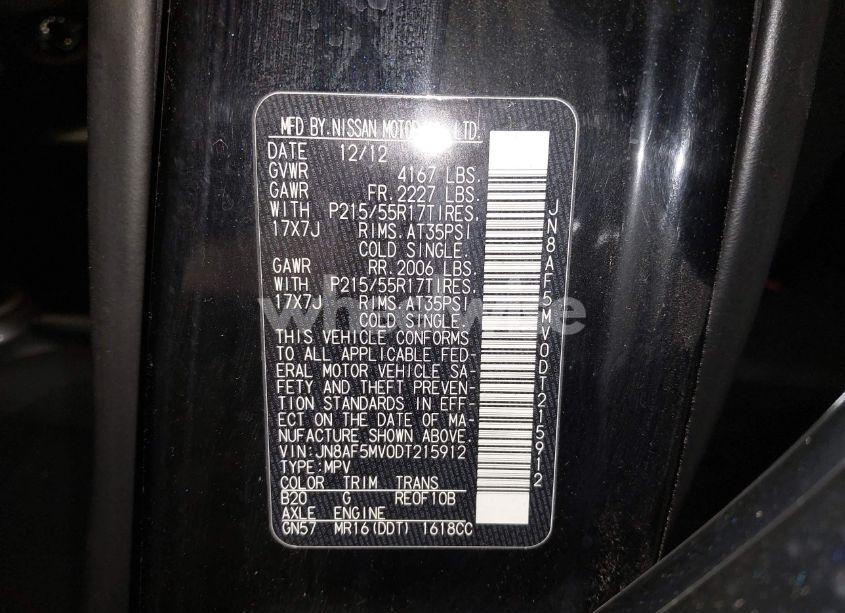 MFD BY. NISSAN MOTOR LTD.
DATE 12/12
GVWR 4167 LBS.
GAWR FR. 2227 LBS.
WITH P215/55R17TIRES.
17X7J RIMS. AT35PSI
COLD SINGLE.
GAWR RR. 2006 LBS.
WITH P215/55R17TIRES.
17X7J RIMS. AT35PSI
COLD SINGLE.
THIS VEHICLE CONFORMS
TO ALL APPLICABLE FED-
ERAL MOTOR VEHICLE SA-
FETY AND THEFT PREVEN-
TION STANDARDS IN EFF-
ECT ON THE DATE OF MA-
NUFACTURE SHOWN ABOVE.
VIN:JN8AF5MV0DT215912
TYPE:MPV
COLOR TRIM TRANS
B20 G RE0F10B
AXLE ENGINE
GN57 MR16(DDT) 1618CC
JN8AF5MV0DT215912